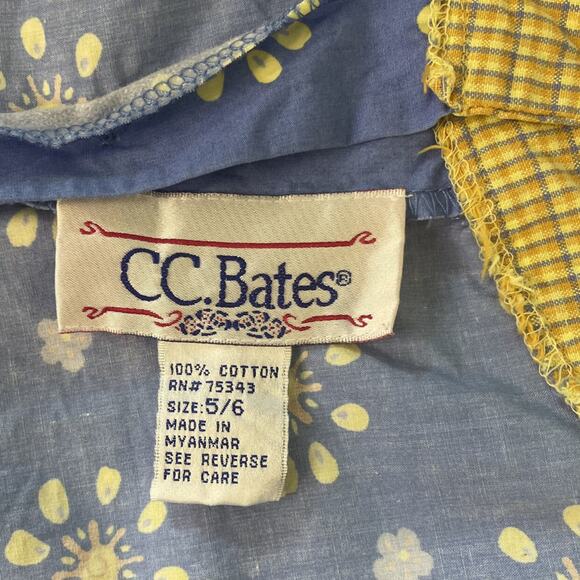 CC.Bates®
100% COTTON
RN# 75343
SIZE: 5/6
MADE IN
MYANMAR
SEE REVERSE
FOR CARE